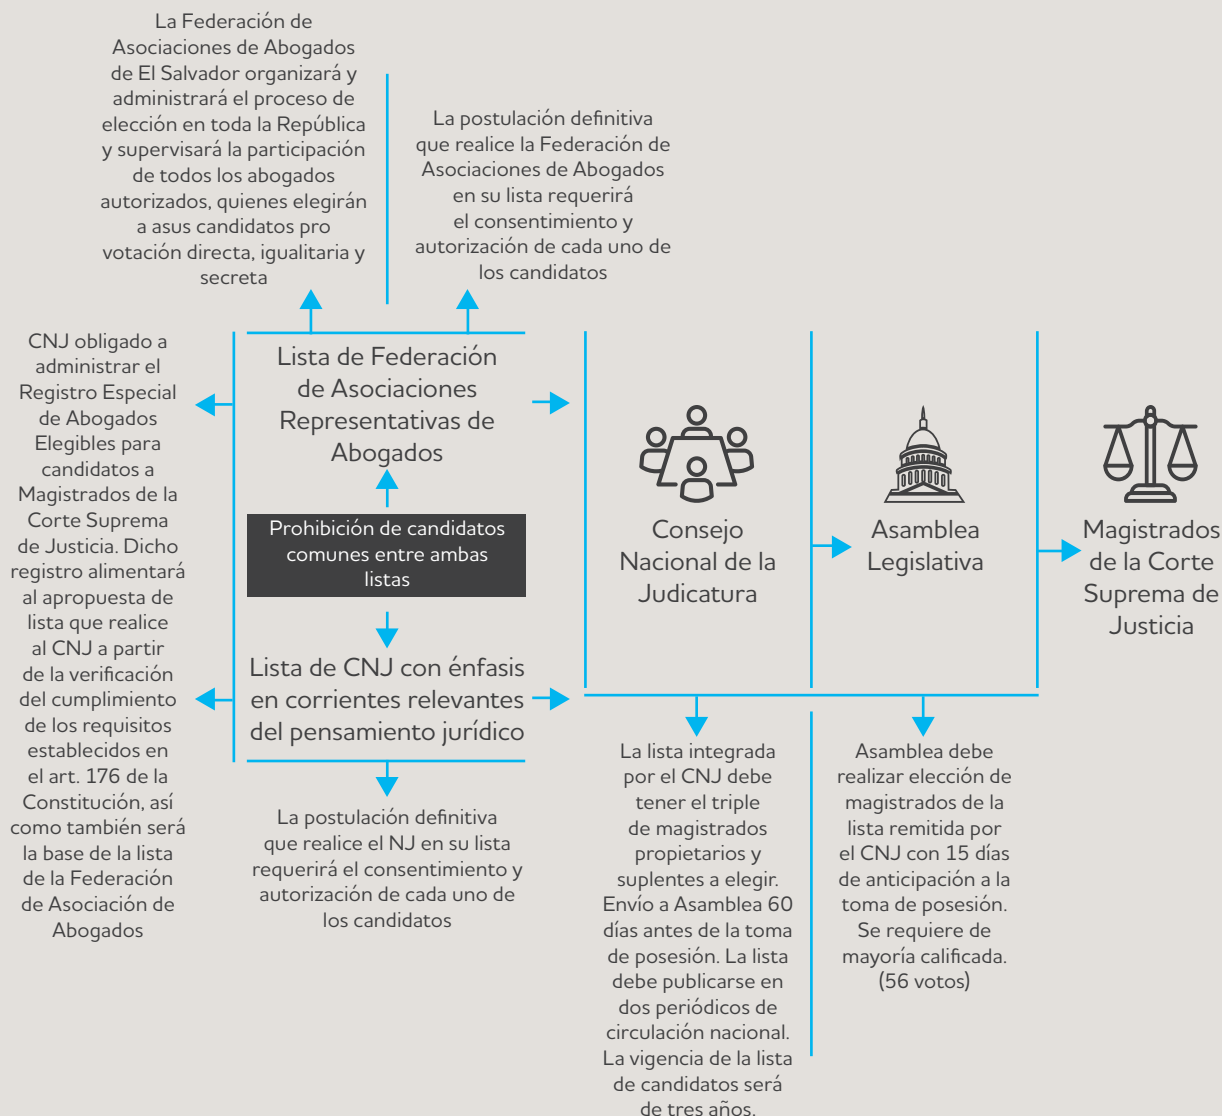 La Federación de
Asociaciones de Abogados
de El Salvador organizará y
administrará el proceso de
elección en toda la República
y supervisará la participación
de todos los abogados
autorizados, quienes elegirán
a asus candidatos pro
votación directa, igualitaria y
secreta
La postulación definitiva
que realice la Federación de
Asociaciones de Abogados
en su lista requerirá
el consentimiento y
autorización de cada uno de
los candidatos
CNJ obligado a
administrar el
Registro Especial
de Abogados
Elegibles para
candidatos a
Magistrados de la
Corte Suprema
de Justicia. Dicho
registro alimentará
al apropuesta de
lista que realice
al CNJ a partir
de la verificación
del cumplimiento
de los requisitos
establecidos en
el art. 176 de la
Constitución, así
como también será
la base de la lista
de la Federación
de Asociación de
Abogados
Lista de Federación
de Asociaciones
Representativas de
Abogados
Prohibición de candidatos
comunes entre ambas
listas
Lista de CNJ con énfasis
en corrientes relevantes
del pensamiento jurídico
La postulación definitiva
que realice el NJ en su lista
requerirá el consentimiento y
autorización de cada uno de
los candidatos
Consejo
Nacional de la
Judicatura
Asamblea
Legislativa
Magistrados
de la Corte
Suprema de
Justicia
La lista integrada
por el CNJ debe
tener el triple
de magistrados
propietarios y
suplentes a elegir.
Envío a Asamblea 60
días antes de la toma
de posesión. La lista
debe publicarse en
dos periódicos de
circulación nacional.
La vigencia de la lista
de candidatos será
de tres años.
Asamblea debe
realizar elección de
magistrados de la
lista remitida por
el CNJ con 15 días
de anticipación a la
toma de posesión.
Se requiere de
mayoría calificada.
(56 votos)